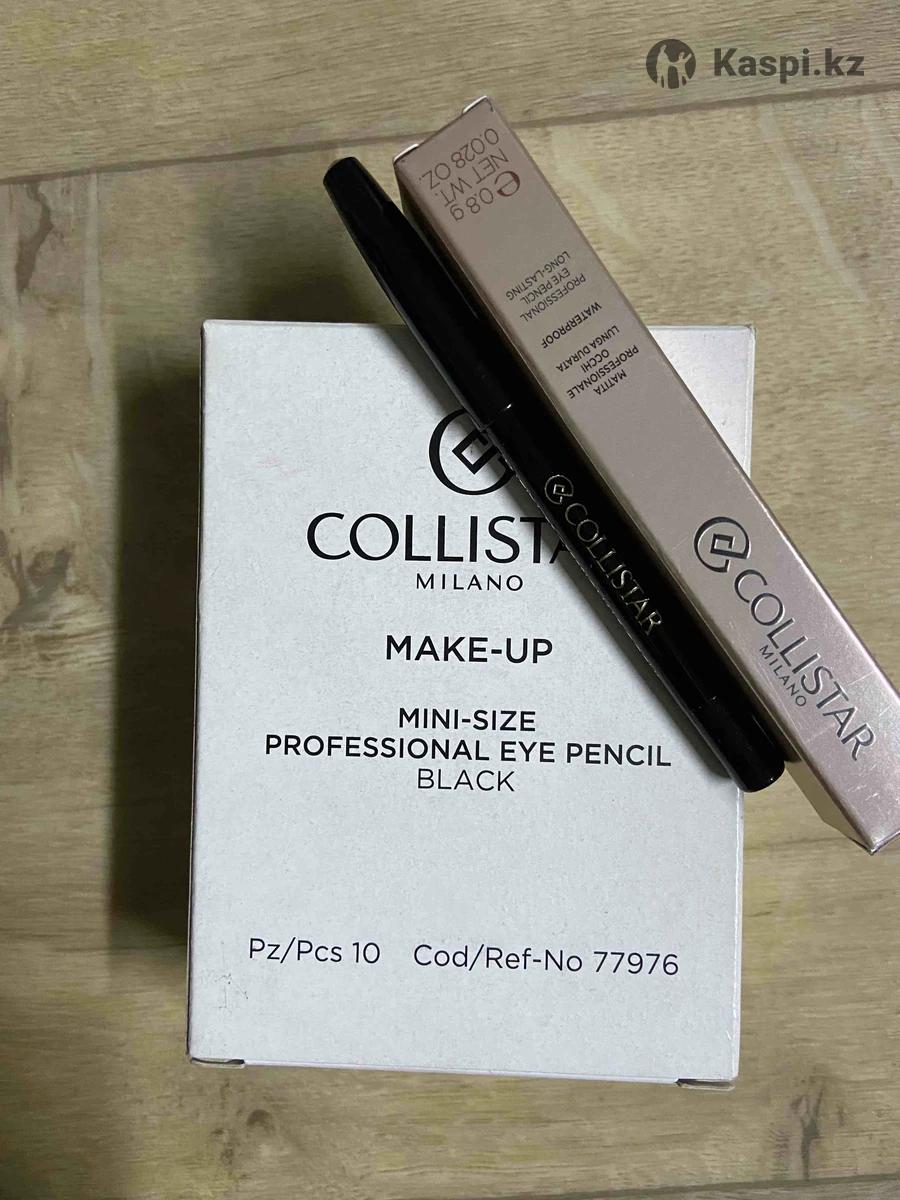 Kaspi.kz
e 0.8 g
NET WT.
0.028 OZ.
PROFESSIONAL
EYE PENCIL
LONG-LASTING
WATERPROOF
MATITA
PROFESSIONALE
OCCHI
LUNGA DURATA
COLLISTAR
MILANO
COLLISTAR
COLLISTA
MILANO
MAKE-UP
MINI-SIZE
PROFESSIONAL EYE PENCIL
BLACK
Pz/Pcs 10 Cod/Ref-No 77976